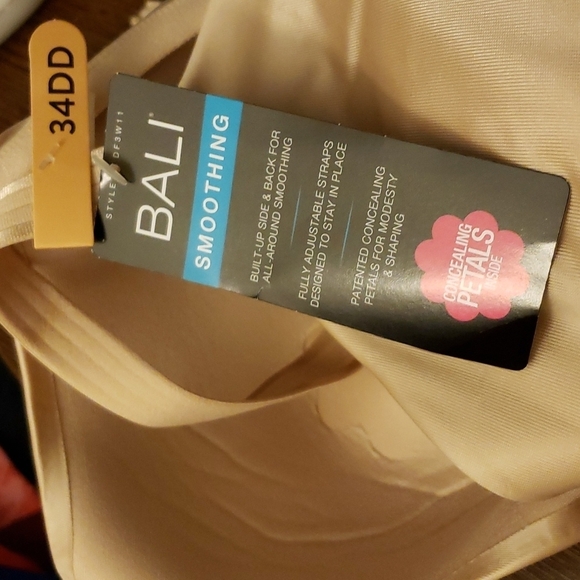 34DD
STYLE # DF3W11
BALI
SMOOTHING
BUILT-UP SIDE & BACK FOR
ALL-AROUND SMOOTHING
FULLY ADJUSTABLE STRAPS
DESIGNED TO STAY IN PLACE
PATENTED CONCEALING
PETALS FOR MODESTY
& SHAPING
CONCEALING
PETALS
INSIDE